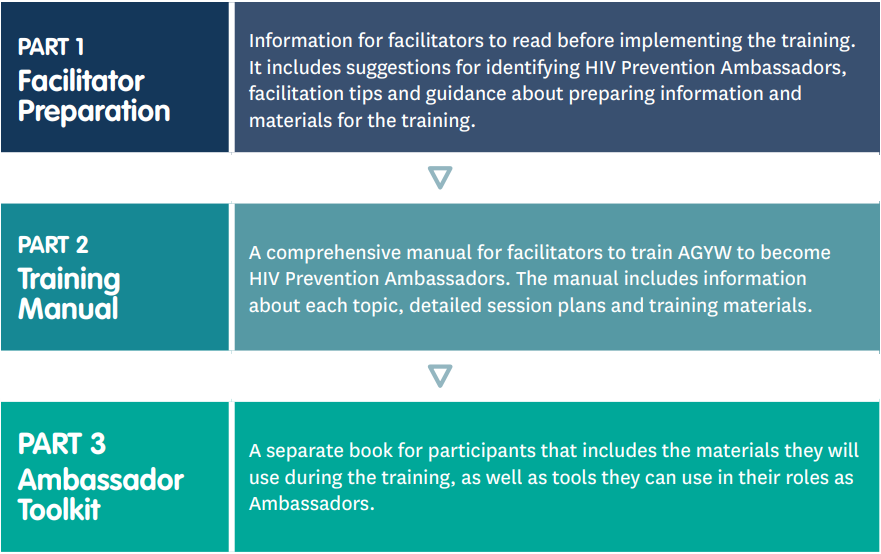 PART 1
Facilitator
Preparation
Information for facilitators to read before implementing the training.
It includes suggestions for identifying HIV Prevention Ambassadors,
facilitation tips and guidance about preparing information and
materials for the training.
PART 2
Training
Manual
A comprehensive manual for facilitators to train AGYW to become
HIV Prevention Ambassadors. The manual includes information
about each topic, detailed session plans and training materials.
PART 3
Ambassador
Toolkit
A separate book for participants that includes the materials they will
use during the training, as well as tools they can use in their roles as
Ambassadors.